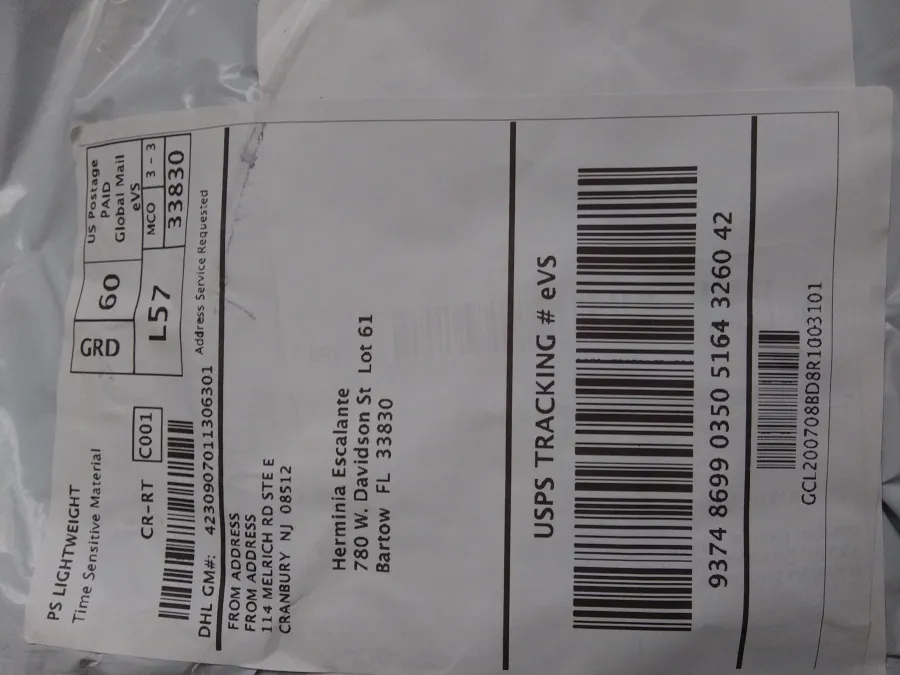 PS LIGHTWEIGHT
Time Sensitive Material
GRD
60
US Postage
PAID
Global Mail
eVS
CR-RT C001
L57
MCO 3 - 3
33830
DHL GM#: 4230907011306301 Address Service Requested
FROM ADDRESS
FROM ADDRESS
114 MELRICH RD STE E
CRANBURY NJ 08512
Herminia Escalante
780 W. Davidson St Lot 61
Bartow FL 33830
USPS TRACKING # eVS
9374 8699 0350 5164 3260 42
GCL200708BD8R1003101